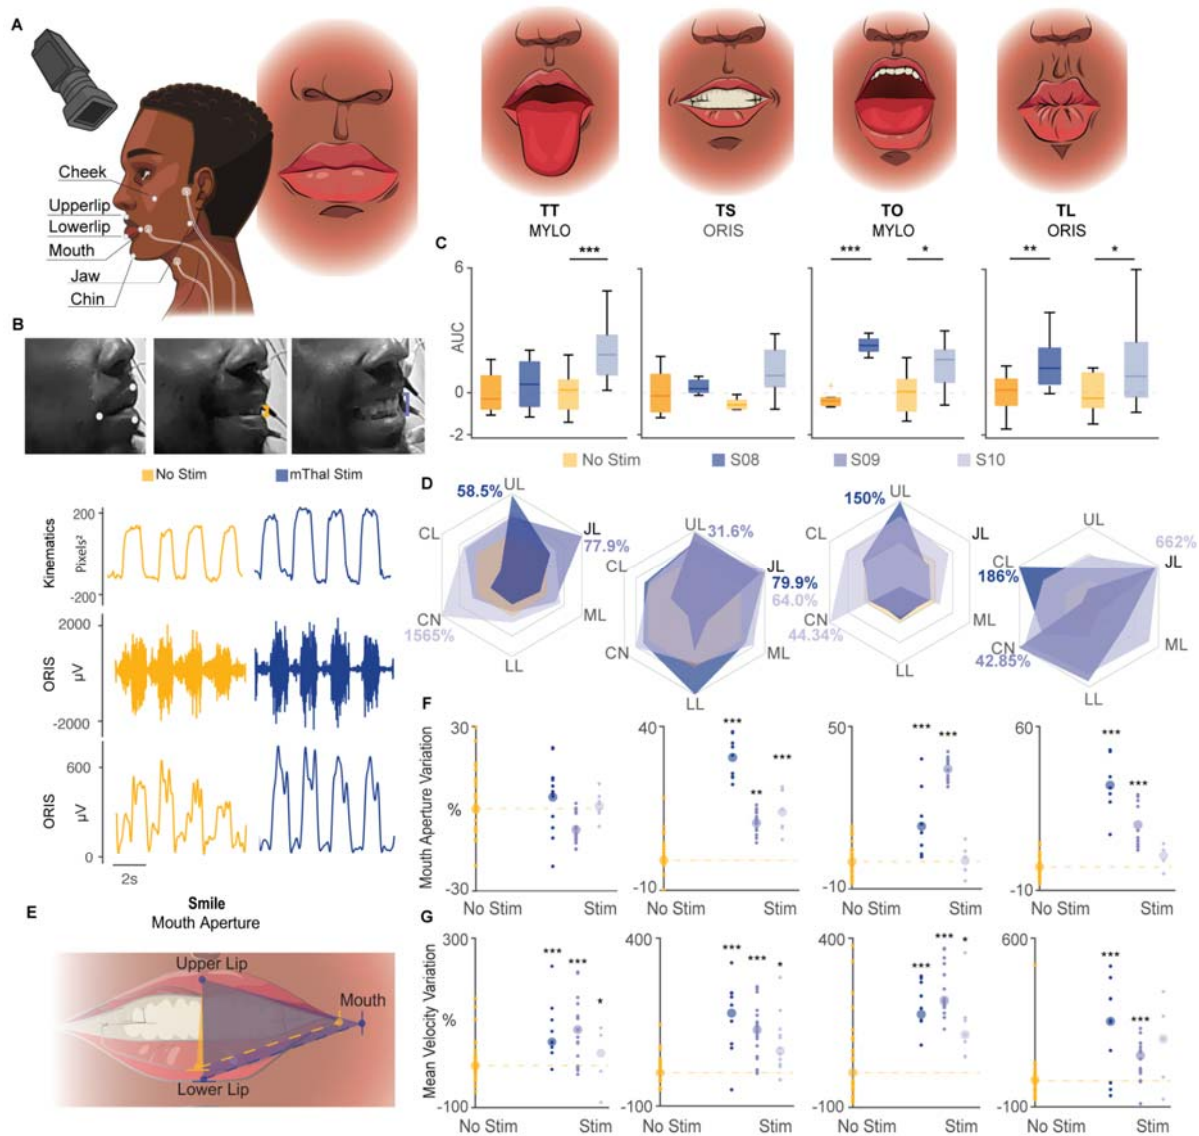 A
Cheek
Upperlip
Lowerlip
Mouth
Jaw
Chin
TT
MYLO
TS
ORIS
TO
MYLO
TL
ORIS
B
No Stim
mThal Stim
Kinematics
Pixels²
200
-200
ORIS
µV
2000
-2000
ORIS
µV
600
0
2s
C
AUC
6
0
-2
***
***
*
**
*
No Stim
S08
S09
S10
D
58.5%
UL
CL
JL
77.9%
CN
1565%
ML
LL
UL
31.6%
CL
JL
79.9%
64.0%
CN
ML
LL
150%
UL
CL
JL
CN
44.34%
ML
LL
UL
662%
CL
JL
186%
CN
42.85%
ML
LL
E
Smile
Mouth Aperture
Upper Lip
Mouth
Lower Lip
F
Mouth Aperture Variation
%
30
-30
No Stim
Stim
40
-10
***
**
***
No Stim
Stim
50
-10
***
***
No Stim
Stim
60
-10
***
***
No Stim
Stim
G
Mean Velocity Variation
%
300
-100
***
***
*
No Stim
Stim
400
-100
***
***
*
No Stim
Stim
400
-100
***
***
*
No Stim
Stim
600
-100
***
***
No Stim
Stim